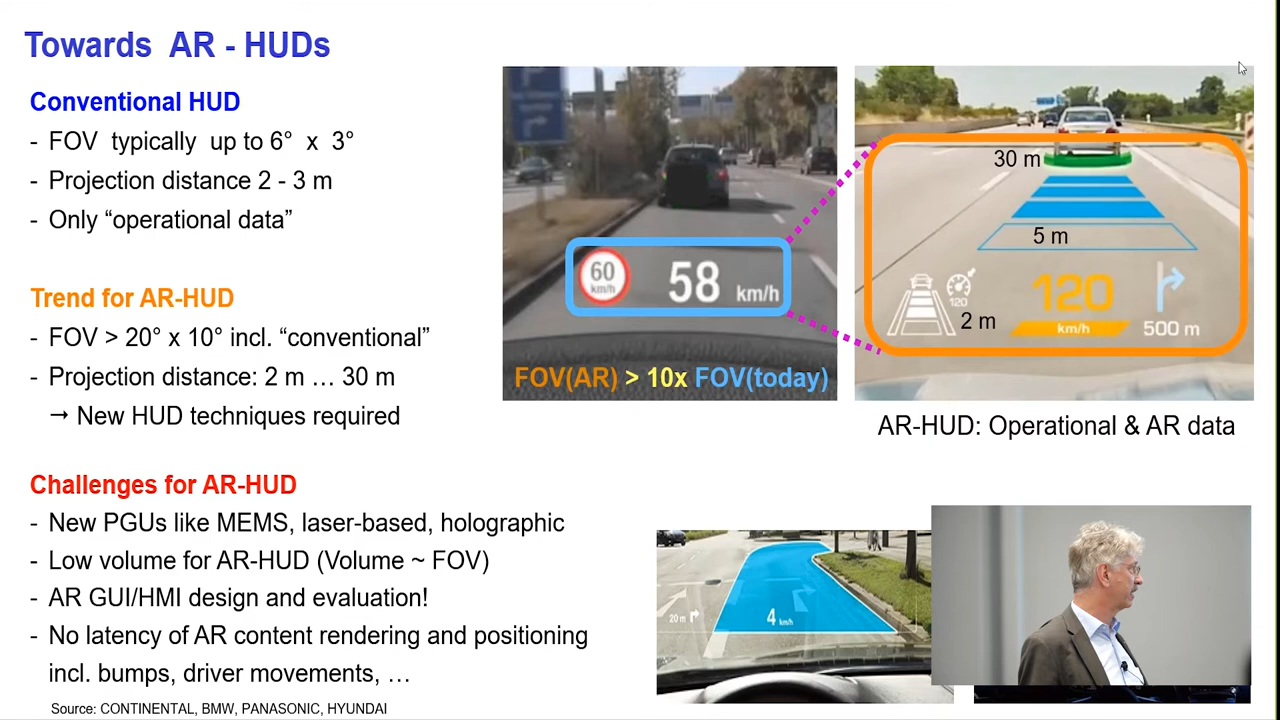 Towards AR - HUDs
Conventional HUD
- FOV typically up to 6° x 3°
- Projection distance 2 - 3 m
- Only “operational data”
Trend for AR-HUD
- FOV > 20° x 10° incl. “conventional”
- Projection distance: 2 m … 30 m
→ New HUD techniques required
Challenges for AR-HUD
- New PGUs like MEMS, laser-based, holographic
- Low volume for AR-HUD (Volume ~ FOV)
- AR GUI/HMI design and evaluation!
- No latency of AR content rendering and positioning
incl. bumps, driver movements, …
Source: CONTINENTAL, BMW, PANASONIC, HYUNDAI
60
km/h
58 km/h
FOV(AR) > 10x FOV(today)
30 m
5 m
120
2 m
120
km/h
500 m
AR-HUD: Operational & AR data
20 m
4 km/h